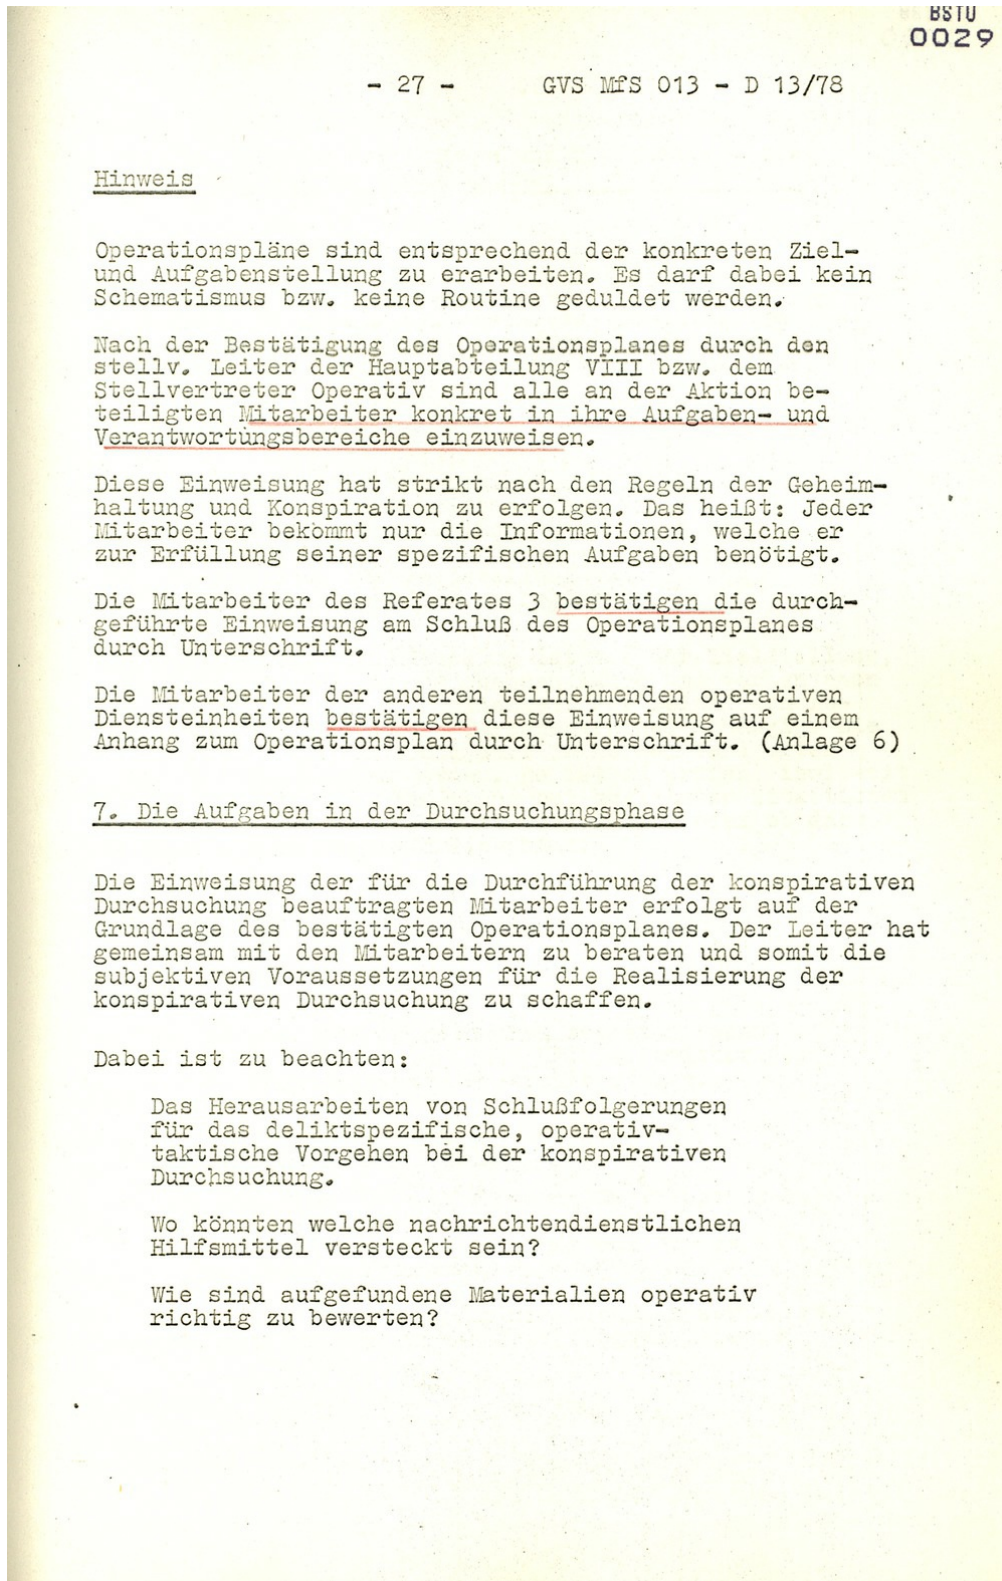 BSTU
0029
- 27 - GVS MfS 013 - D 13/78
Hinweis
Operationspläne sind entsprechend der konkreten Ziel-
und Aufgabenstellung zu erarbeiten. Es darf dabei kein
Schematismus bzw. keine Routine geduldet werden.
Nach der Bestätigung des Operationsplanes durch den
stellv. Leiter der Hauptabteilung VIII bzw. dem
Stellvertreter Operativ sind alle an der Aktion be-
teiligten Mitarbeiter konkret in ihre Aufgaben- und
Verantwortungsbereiche einzuweisen.
Diese Einweisung hat strikt nach den Regeln der Geheim-
haltung und Konspiration zu erfolgen. Das heißt: Jeder
Mitarbeiter bekommt nur die Informationen, welche er
zur Erfüllung seiner spezifischen Aufgaben benötigt.
Die Mitarbeiter des Referates 3 bestätigen die durch-
geführte Einweisung am Schluß des Operationsplanes
durch Unterschrift.
Die Mitarbeiter der anderen teilnehmenden operativen
Diensteinheiten bestätigen diese Einweisung auf einem
Anhang zum Operationsplan durch Unterschrift. (Anlage 6)
7. Die Aufgaben in der Durchsuchungsphase
Die Einweisung der für die Durchführung der konspirativen
Durchsuchung beauftragten Mitarbeiter erfolgt auf der
Grundlage des bestätigten Operationsplanes. Der Leiter hat
gemeinsam mit den Mitarbeitern zu beraten und somit die
subjektiven Voraussetzungen für die Realisierung der
konspirativen Durchsuchung zu schaffen.
Dabei ist zu beachten:
Das Herausarbeiten von Schlußfolgerungen
für das deliktspezifische, operativ-
taktische Vorgehen bei der konspirativen
Durchsuchung.
Wo könnten welche nachrichtendienstlichen
Hilfsmittel versteckt sein?
Wie sind aufgefundene Materialien operativ
richtig zu bewerten?